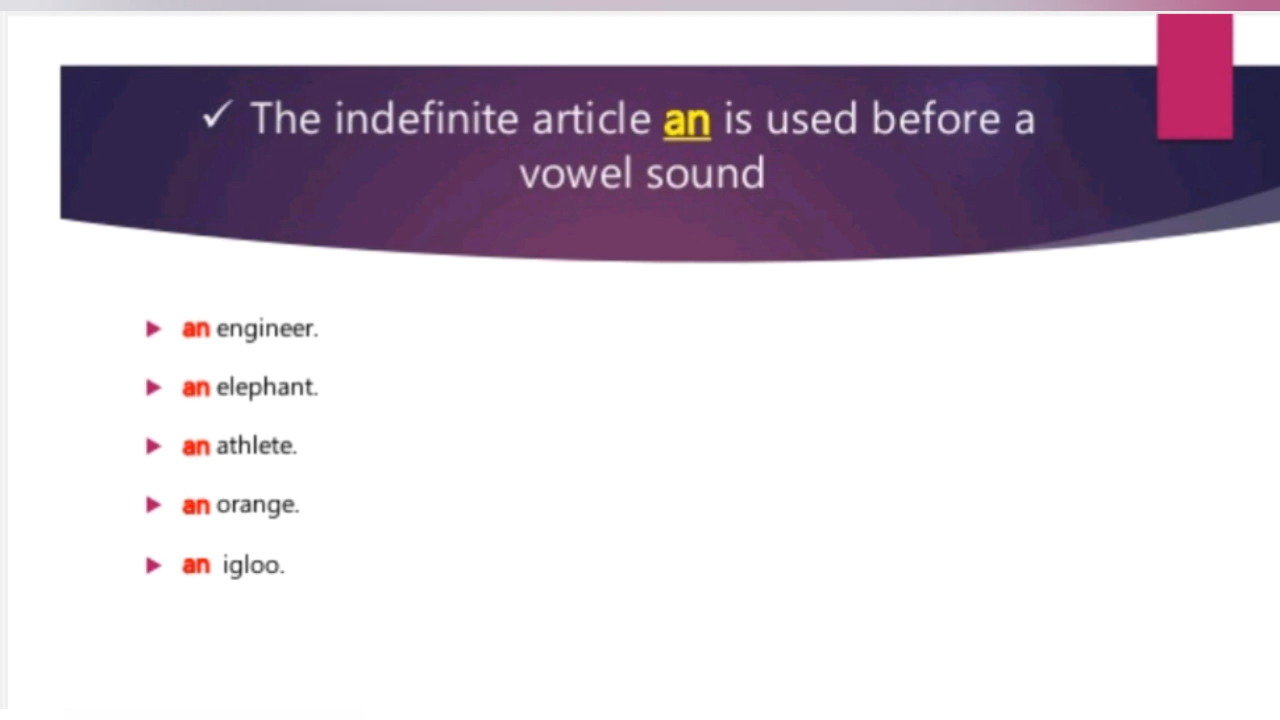 ✓ The indefinite article an is used before a
vowel sound
an engineer.
an elephant.
an athlete.
an orange.
an igloo.